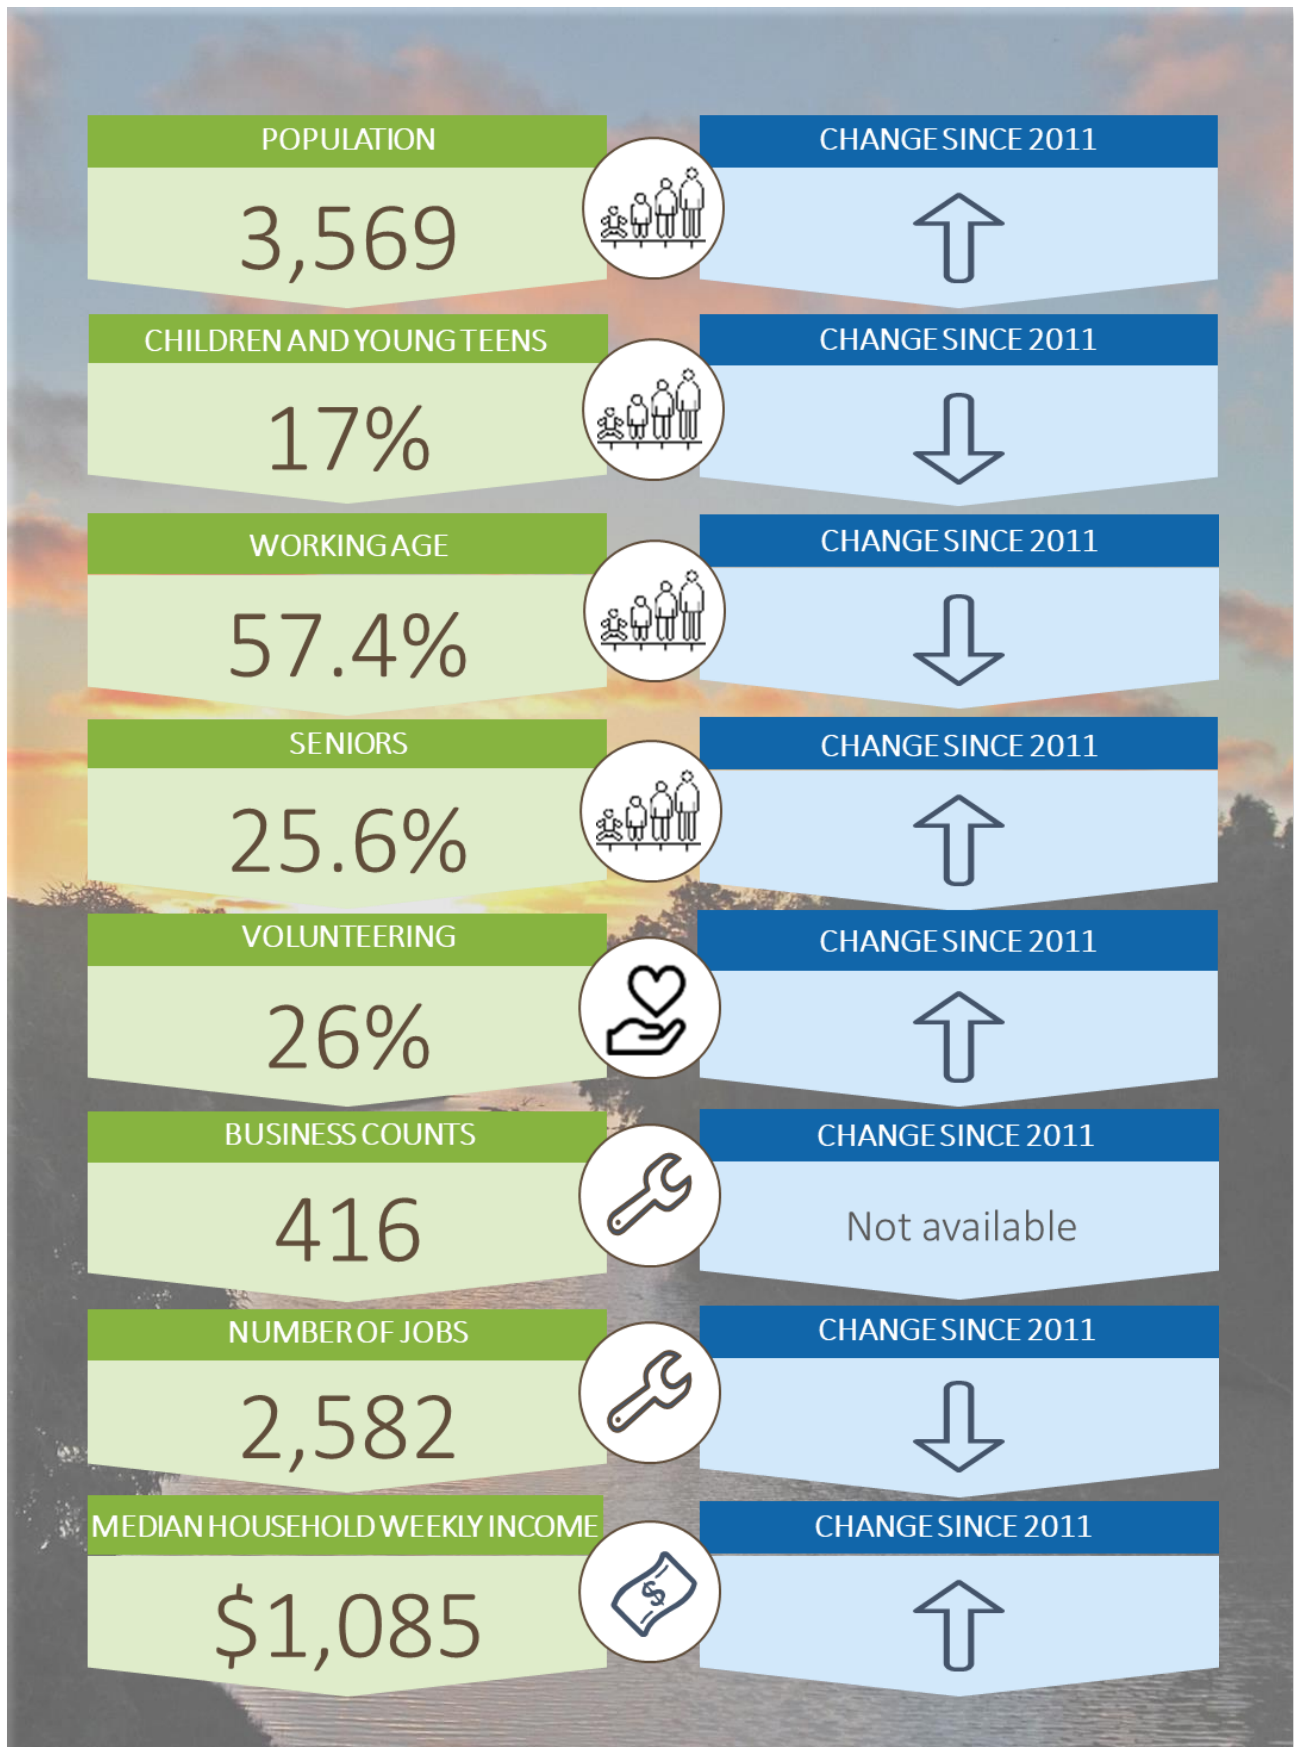 POPULATION
CHANGE SINCE 2011
3,569
CHILDREN AND YOUNG TEENS
CHANGE SINCE 2011
17%
WORKING AGE
CHANGE SINCE 2011
57.4%
SENIORS
CHANGE SINCE 2011
25.6%
VOLUNTEERING
CHANGE SINCE 2011
26%
BUSINESS COUNTS
CHANGE SINCE 2011
416
Not available
NUMBER OF JOBS
CHANGE SINCE 2011
2,582
MEDIAN HOUSEHOLD WEEKLY INCOME
CHANGE SINCE 2011
$
$1,085